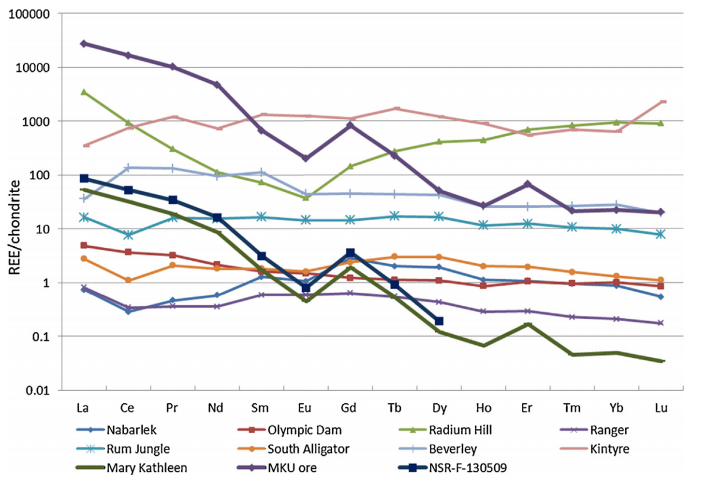 100000
10000
1000
100
10
1
0.1
0.01
REE/chondrite
La Ce Pr Nd Sm Eu Gd Tb Dy Ho Er Tm Yb Lu
Nabarlek Olympic Dam Radium Hill Ranger
Rum Jungle South Alligator Beverley Kintyre
Mary Kathleen MKU ore NSR-F-130509